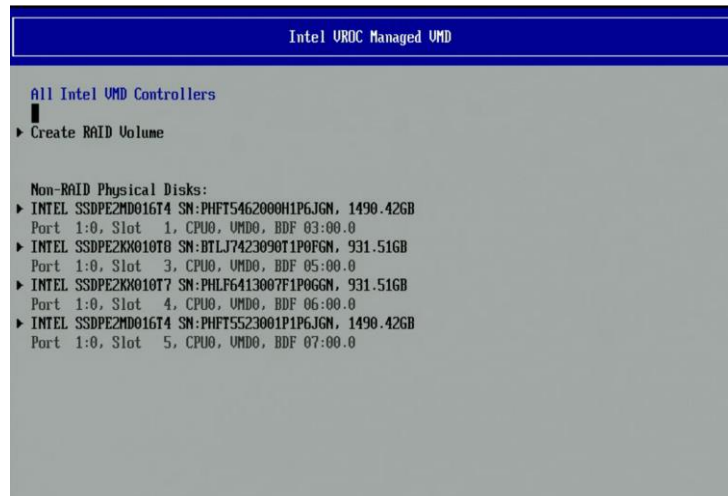 Intel VROC Managed VMD
All Intel VMD Controllers
Create RAID Volume
Non-RAID Physical Disks:
INTEL SSDPE2MD016T4 SN:PHFT5462000H1P6JGN, 1490.42GB
Port 1:0, Slot 1, CPU0, VMD0, BDF 03:00.0
INTEL SSDPE2KX010T8 SN:BTLJ7423090T1P0FGN, 931.51GB
Port 1:0, Slot 3, CPU0, VMD0, BDF 05:00.0
INTEL SSDPE2KX010T7 SN:PHLF6413007F1P0GGN, 931.51GB
Port 1:0, Slot 4, CPU0, VMD0, BDF 06:00.0
INTEL SSDPE2MD016T4 SN:PHFT5523001P1P6JGN, 1490.42GB
Port 1:0, Slot 5, CPU0, VMD0, BDF 07:00.0